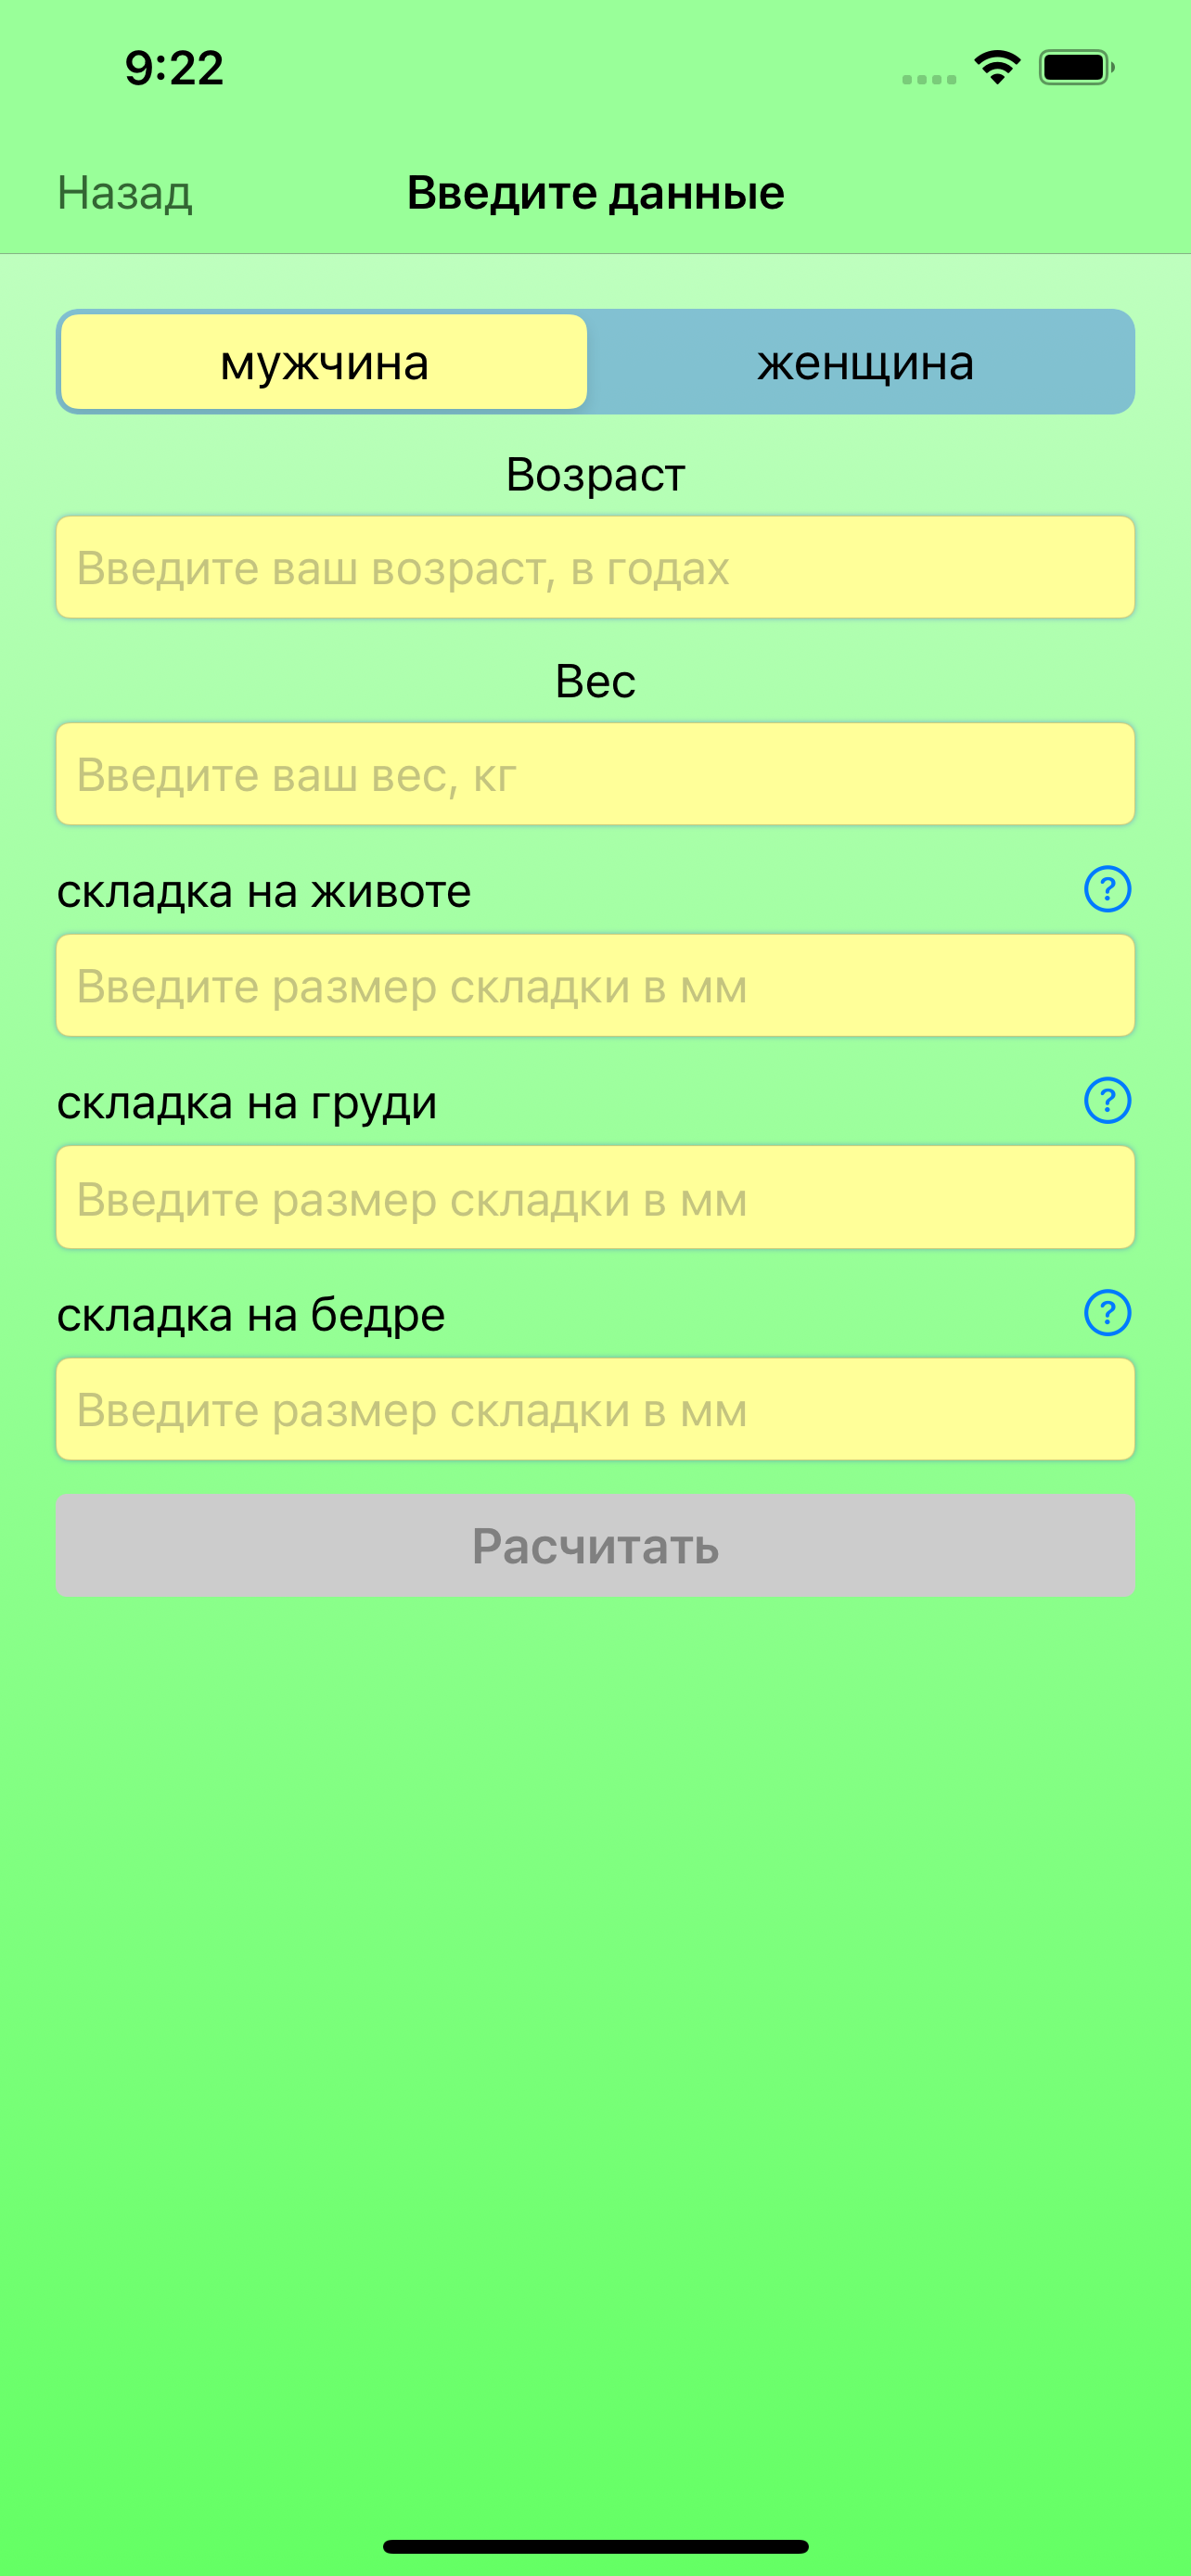 9:22
Назад
Введите данные
мужчина
женщина
Возраст
Введите ваш возраст, в годах
Вес
Введите ваш вес, кг
складка на животе
?
Введите размер складки в мм
складка на груди
?
Введите размер складки в мм
складка на бедре
?
Введите размер складки в мм
Расчитать